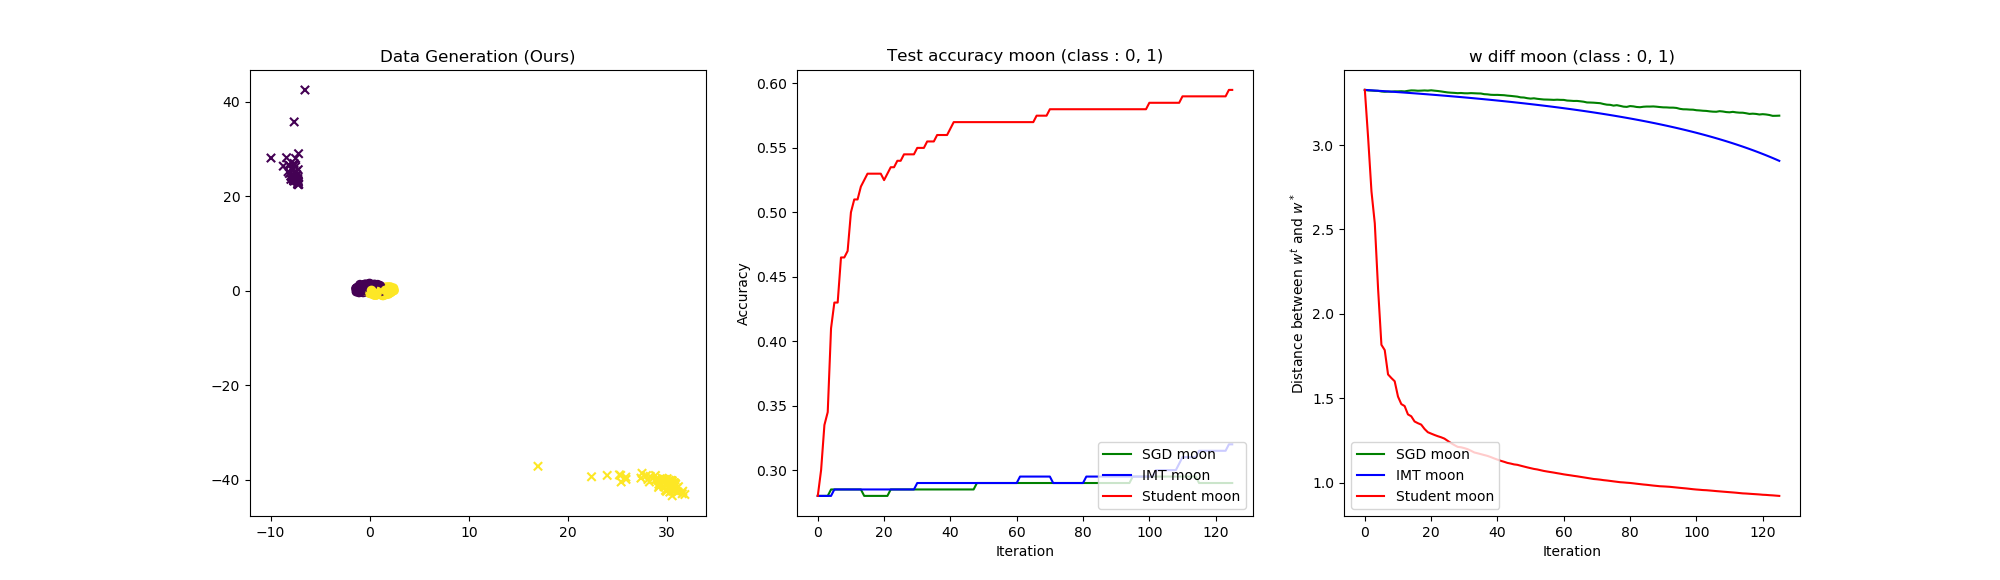 Data Generation (Ours)
40
20
0
−20
−40
−10
0
10
20
30
Test accuracy moon (class : 0, 1)
Accuracy
0.60
0.55
0.50
0.45
0.40
0.35
0.30
0
20
40
60
80
100
120
Iteration
SGD moon
IMT moon
Student moon
w diff moon (class : 0, 1)
Distance between w^t and w^*
3.0
2.5
2.0
1.5
1.0
0
20
40
60
80
100
120
Iteration
SGD moon
IMT moon
Student moon